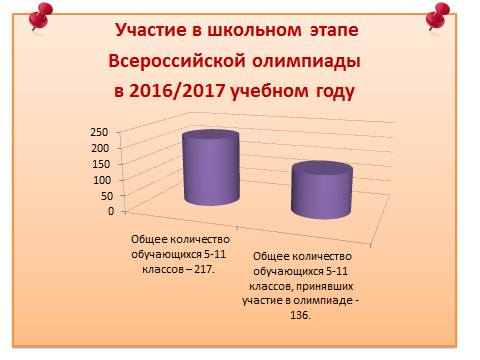 Участие в школьном этапе
Всероссийской олимпиады
в 2016/2017 учебном году
250
200
150
100
50
0
Общее количество
обучающихся 5-11
классов – 217.
Общее количество
обучающихся 5-11
классов, принявших
участие в олимпиаде -
136.